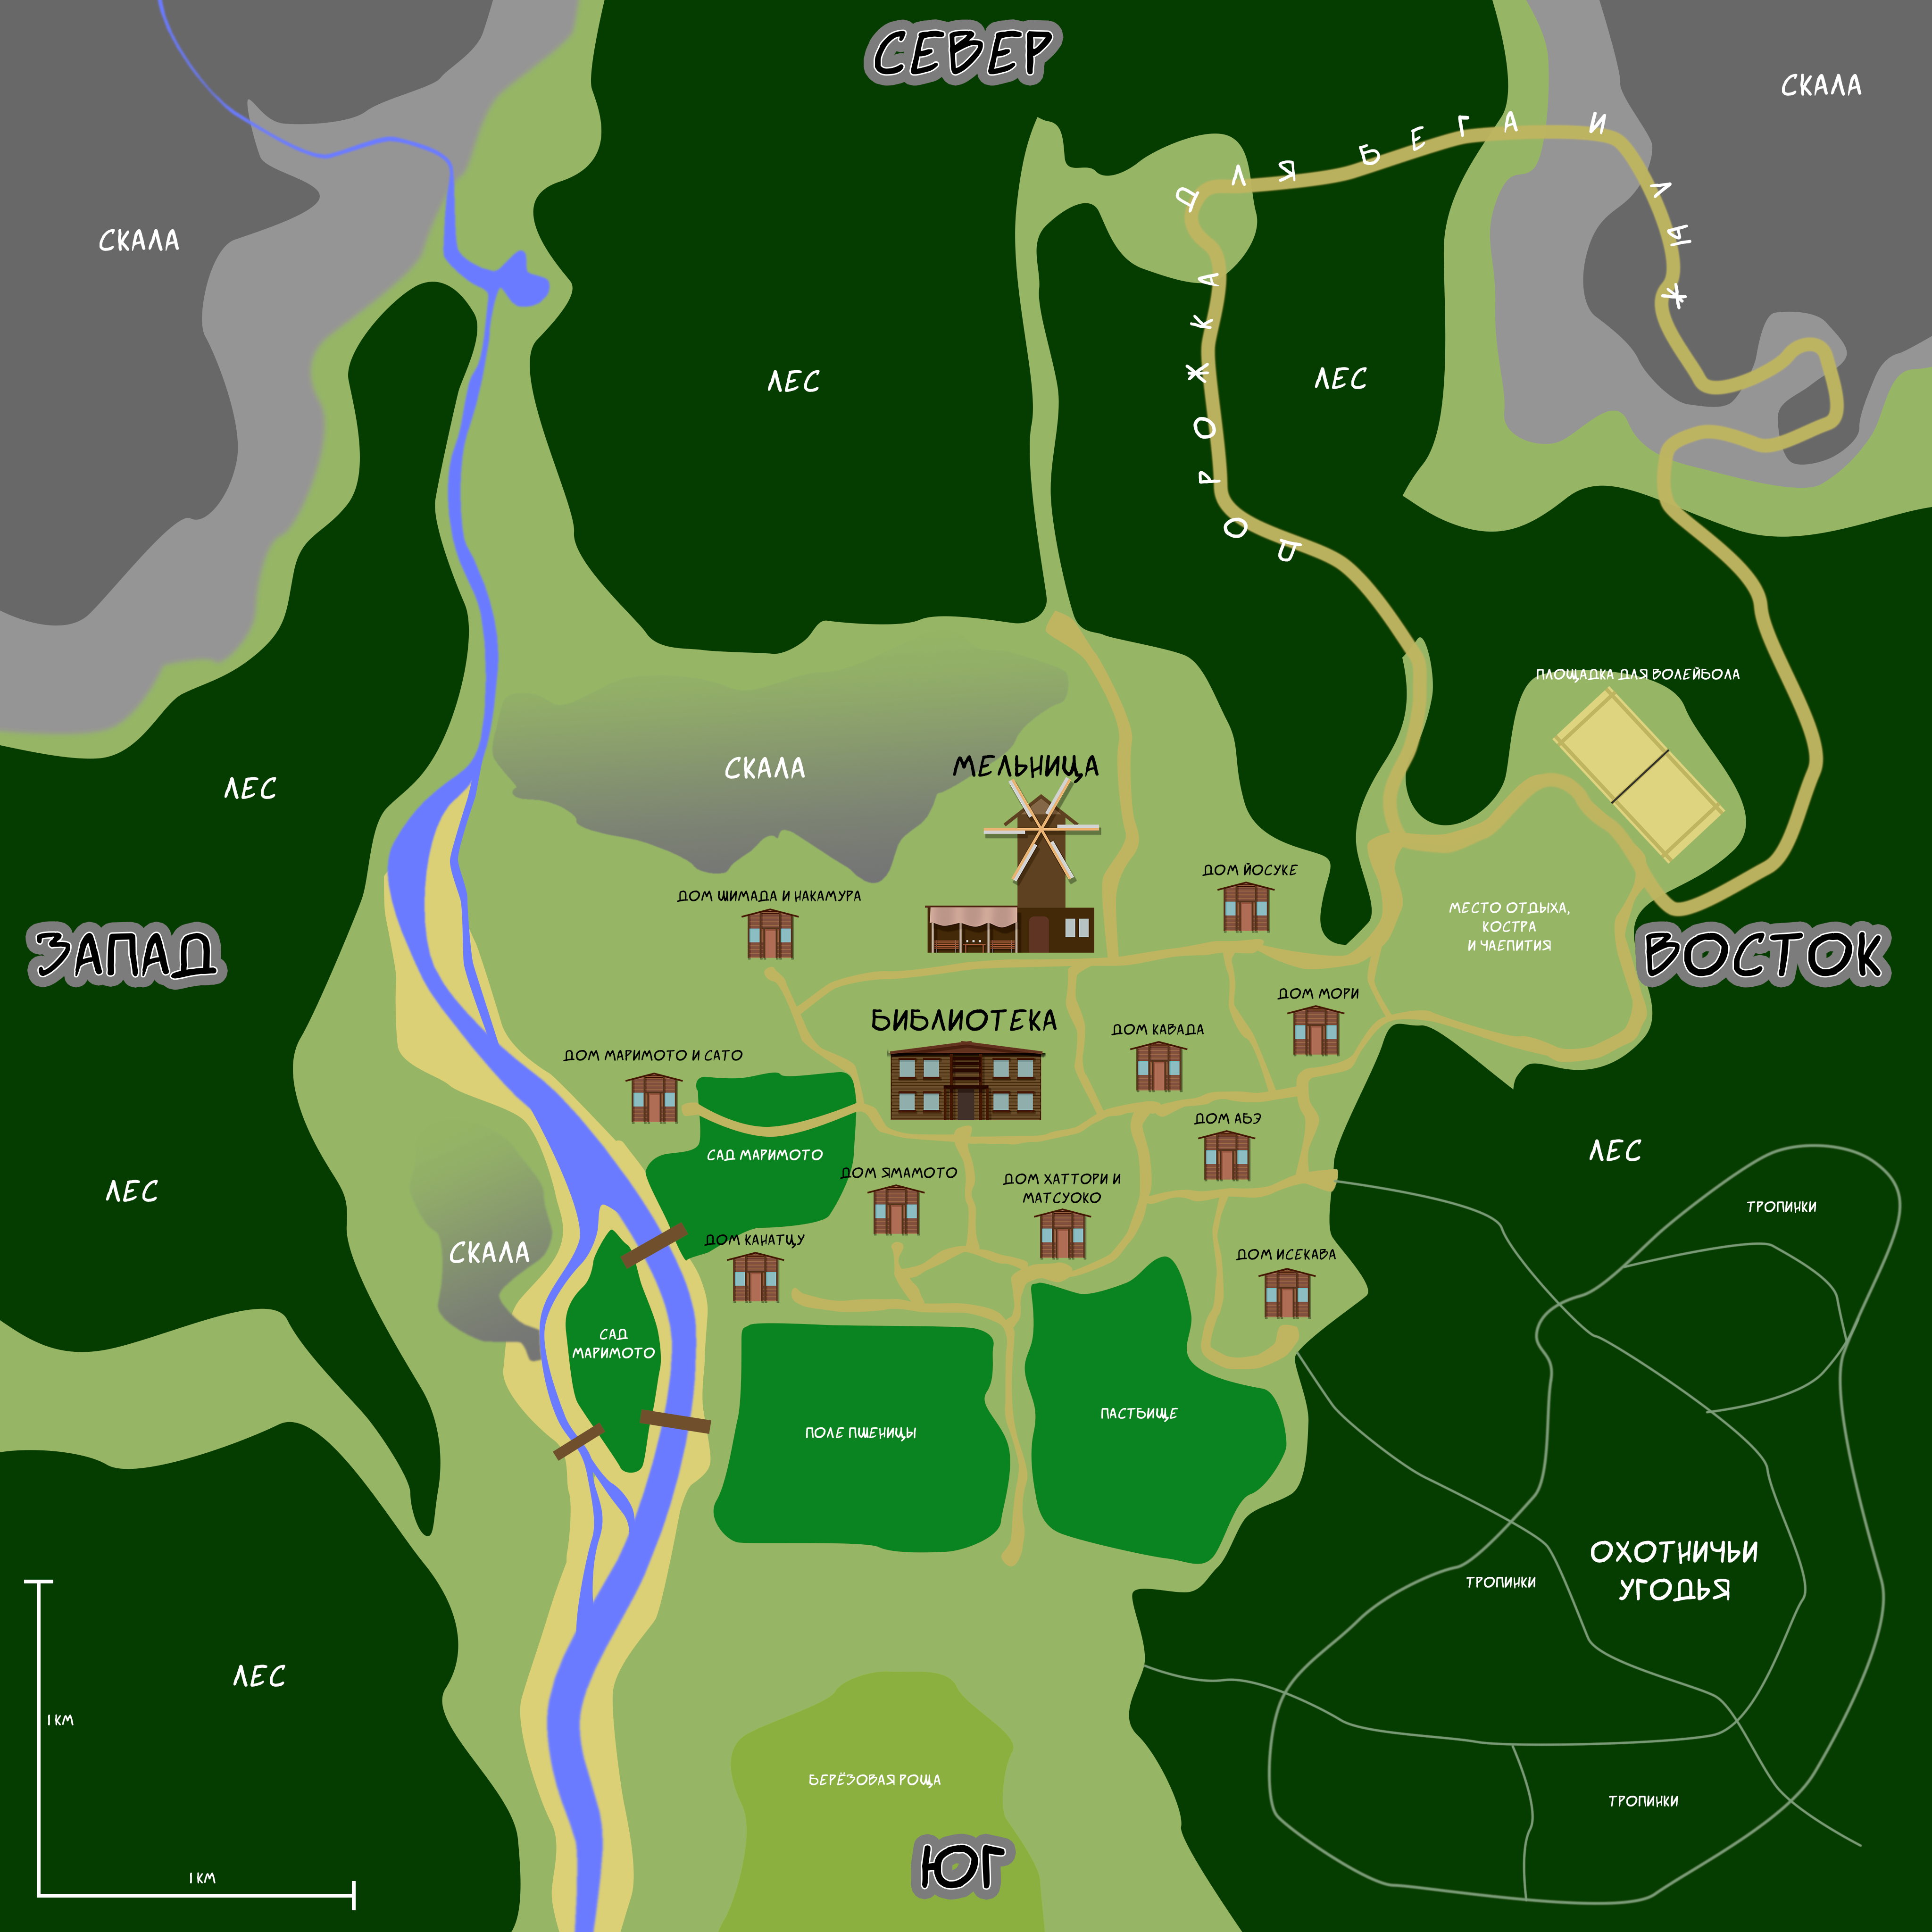 СЕВЕР
СКАЛА
СКАЛА
ДОРОЖКА ДЛЯ БЕГА И ЛЖ
ЛЕС
ЛЕС
ПЛОЩАДКА ДЛЯ ВОЛЕЙБОЛА
СКАЛА
МЕЛЬНИЦА
ЛЕС
ДОМ ЙОСУКЕ
ДОМ ШИМАДА И НАКАМУРА
МЕСТО ОТДЫХА,
КОСТРА
И ЧАЕПИТИЯ
ЗАПАД
ВОСТОК
ДОМ МОРИ
БИБЛИОТЕКА
ДОМ КАВАДА
ДОМ МАРИМОТО И САТО
ДОМ АБЭ
САД МАРИМОТО
ЛЕС
ДОМ ЯМАМОТО
ДОМ ХАТТОРИ И
МАТСУОКО
ЛЕС
ТРОПИНКИ
ДОМ КАНАТЦУ
СКАЛА
ДОМ ИСЕКАВА
САД
МАРИМОТО
ПАСТБИЩЕ
ПОЛЕ ПШЕНИЦЫ
ОХОТНИЧЬИ
УГОДЬЯ
ТРОПИНКИ
ЛЕС
1 КМ
БЕРЁЗОВАЯ РОЩА
ТРОПИНКИ
ЮГ
1 КМ